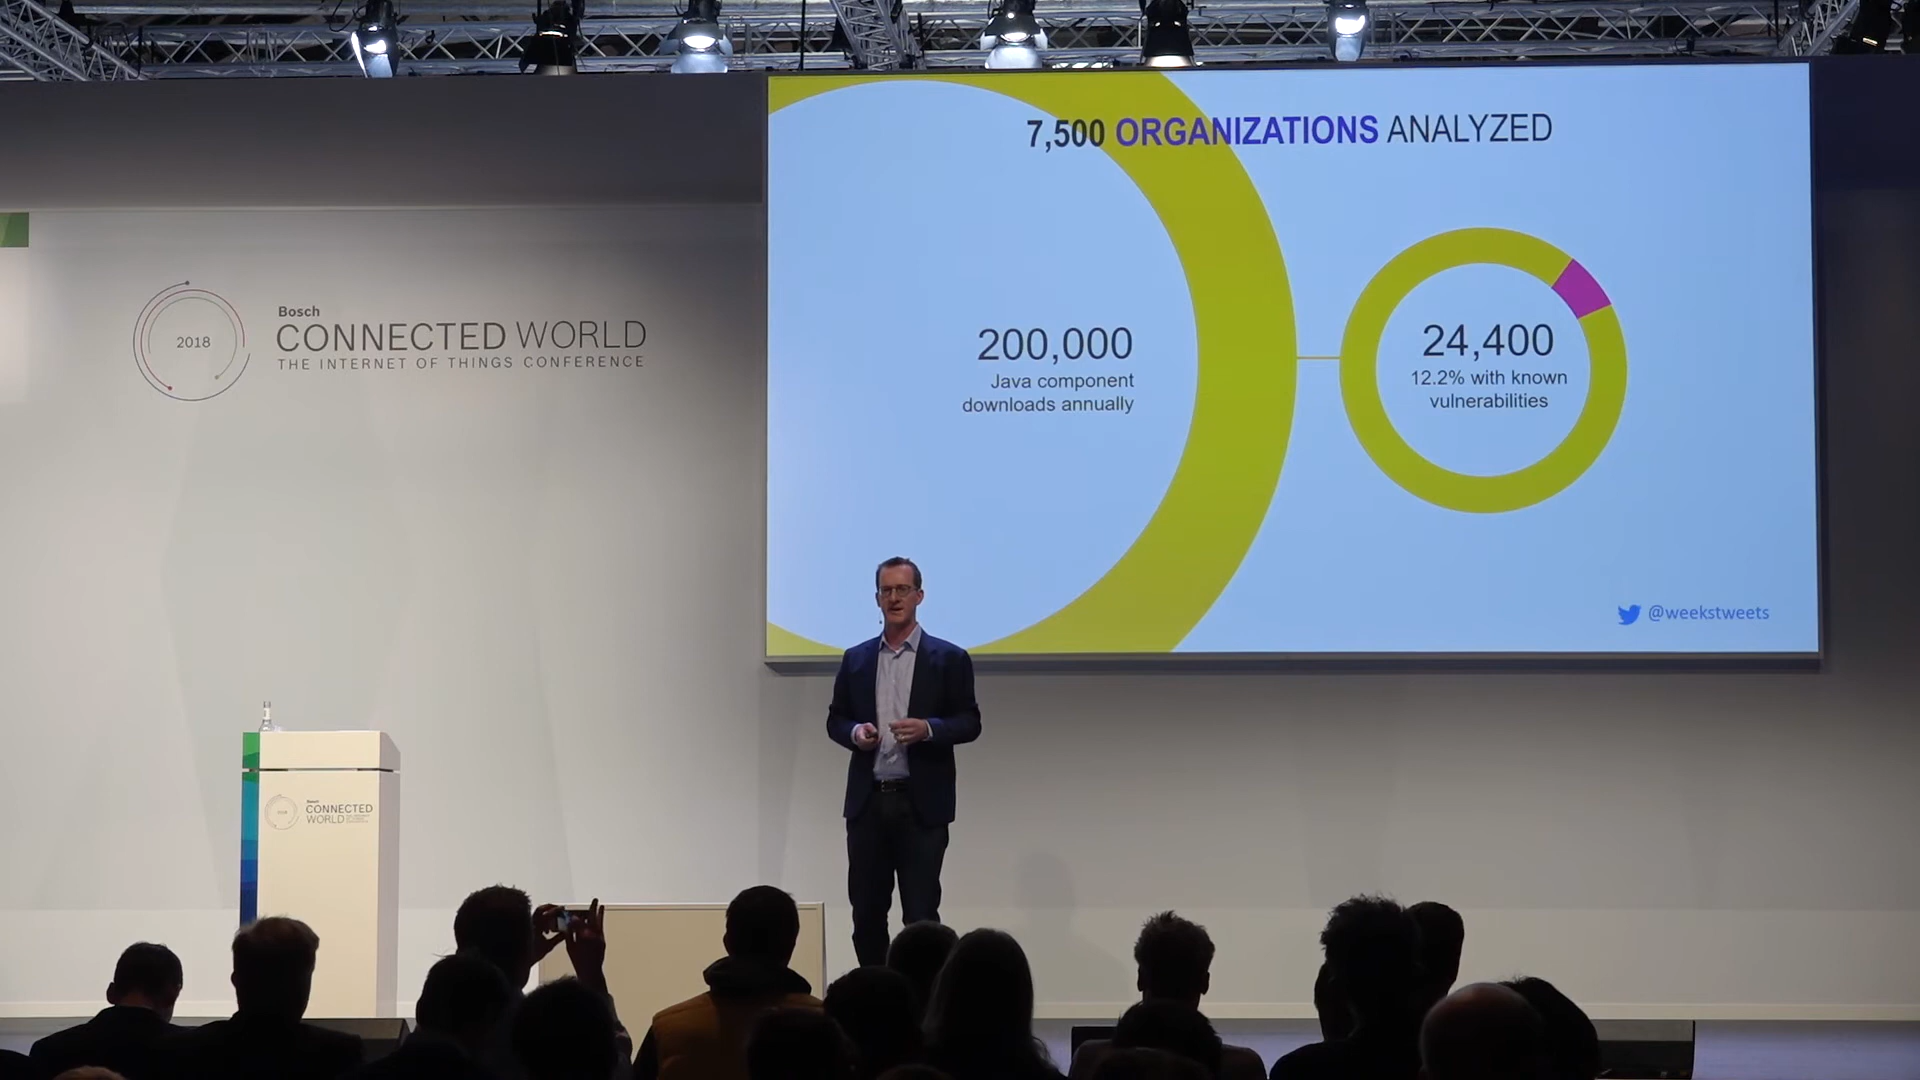 7,500 ORGANIZATIONS ANALYZED
200,000
Java component
downloads annually
24,400
12.2% with known
vulnerabilities
@weekstweets
2018
Bosch
CONNECTED WORLD
THE INTERNET OF THINGS CONFERENCE
CONNECTED
WORLD